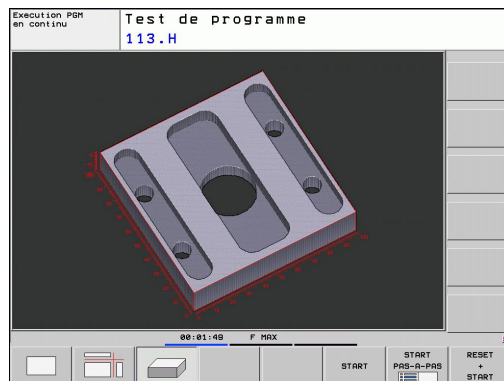 Execution PGM
en continu
Test de programme
113.H
00:01:49 F MAX
START
START
PAS-A-PAS
RESET
+
START